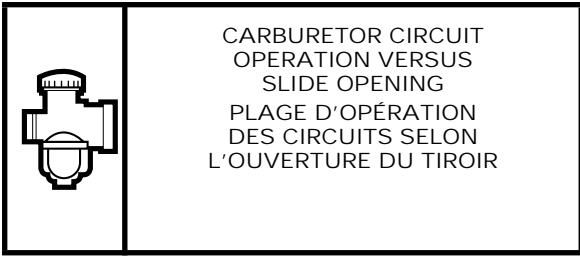 CARBURETOR CIRCUIT
OPERATION VERSUS
SLIDE OPENING
PLAGE D'OPÉRATION
DES CIRCUITS SELON
L'OUVERTURE DU TIROIR